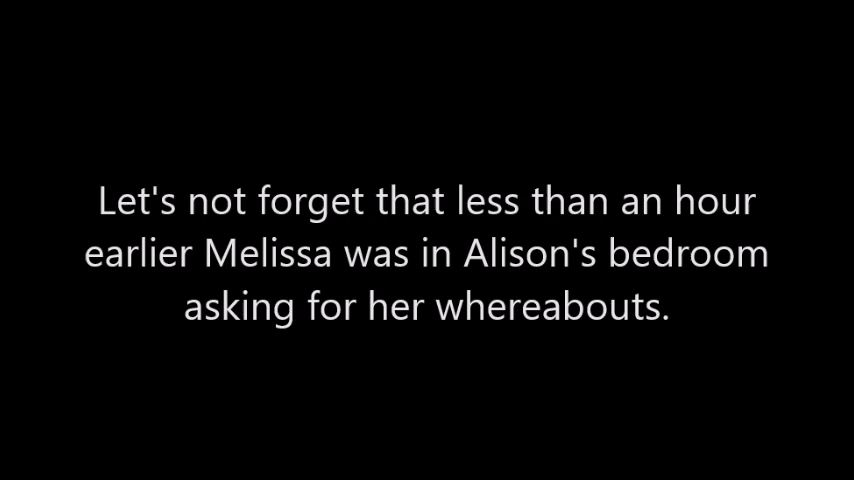 Let's not forget that less than an hour
earlier Melissa was in Alison's bedroom
asking for her whereabouts.